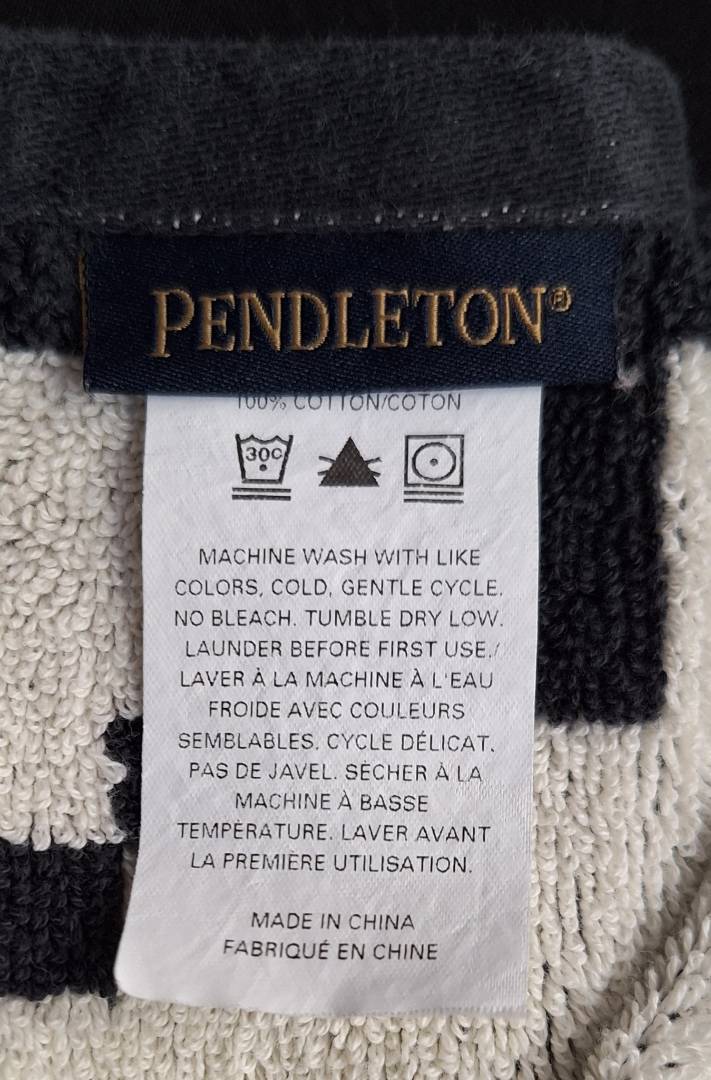 PENDLETON®
100% COTTON/COTON
30C
MACHINE WASH WITH LIKE
COLORS, COLD, GENTLE CYCLE.
NO BLEACH. TUMBLE DRY LOW.
LAUNDER BEFORE FIRST USE./
LAVER À LA MACHINE À L'EAU
FROIDE AVEC COULEURS
SEMBLABLES. CYCLE DÉLICAT.
PAS DE JAVEL. SÉCHER À LA
MACHINE À BASSE
TEMPÉRATURE. LAVER AVANT
LA PREMIÈRE UTILISATION.
MADE IN CHINA
FABRIQUÉ EN CHINE